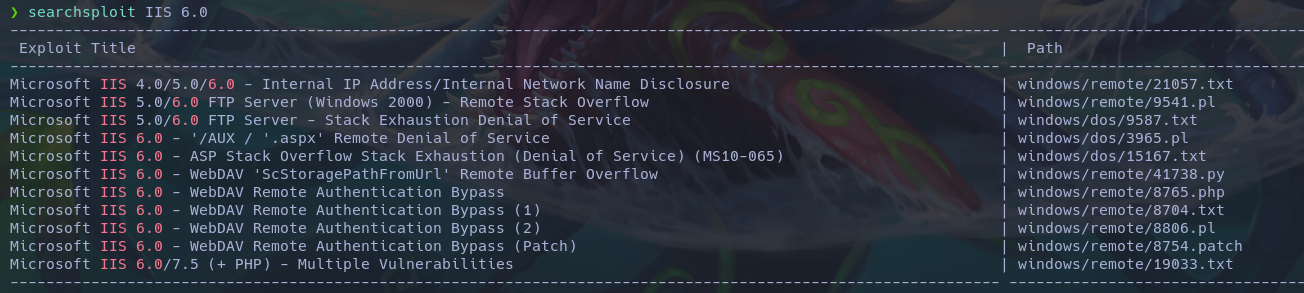 ❯ searchsploit IIS 6.0
--------------------------------------------------------------------------------------------------------------- ---------------------------------
 Exploit Title | Path
--------------------------------------------------------------------------------------------------------------- ---------------------------------
Microsoft IIS 4.0/5.0/6.0 - Internal IP Address/Internal Network Name Disclosure | windows/remote/21057.txt
Microsoft IIS 5.0/6.0 FTP Server (Windows 2000) - Remote Stack Overflow | windows/remote/9541.pl
Microsoft IIS 5.0/6.0 FTP Server - Stack Exhaustion Denial of Service | windows/dos/9587.txt
Microsoft IIS 6.0 - '/AUX / '.aspx' Remote Denial of Service | windows/dos/3965.pl
Microsoft IIS 6.0 - ASP Stack Overflow Stack Exhaustion (Denial of Service) (MS10-065) | windows/dos/15167.txt
Microsoft IIS 6.0 - WebDAV 'ScStoragePathFromUrl' Remote Buffer Overflow | windows/remote/41738.py
Microsoft IIS 6.0 - WebDAV Remote Authentication Bypass | windows/remote/8765.php
Microsoft IIS 6.0 - WebDAV Remote Authentication Bypass (1) | windows/remote/8704.txt
Microsoft IIS 6.0 - WebDAV Remote Authentication Bypass (2) | windows/remote/8806.pl
Microsoft IIS 6.0 - WebDAV Remote Authentication Bypass (Patch) | windows/remote/8754.patch
Microsoft IIS 6.0/7.5 (+ PHP) - Multiple Vulnerabilities | windows/remote/19033.txt
--------------------------------------------------------------------------------------------------------------- ---------------------------------